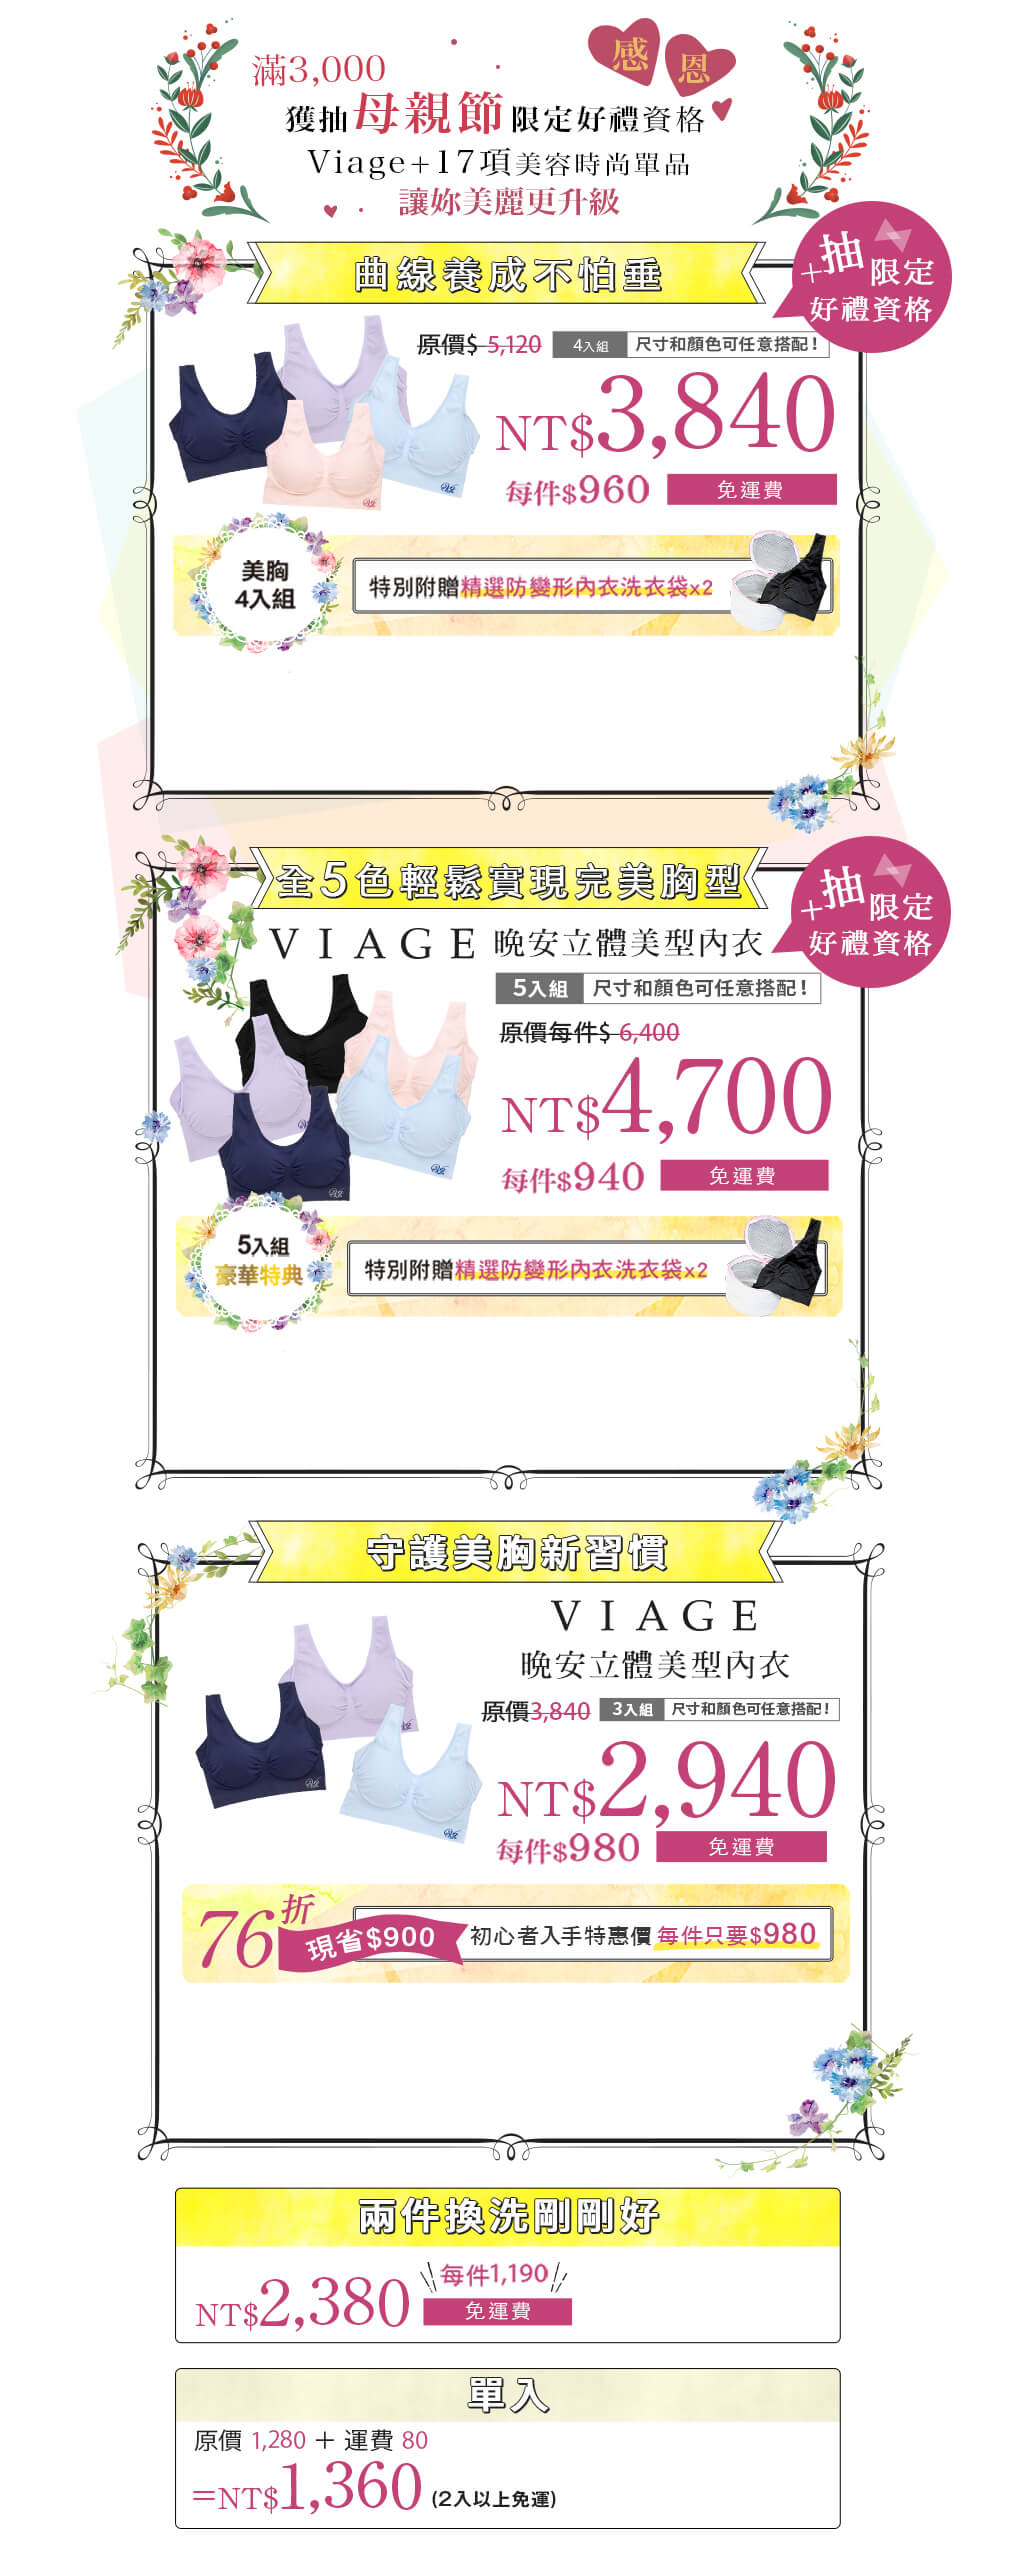 感恩
滿3,000
獲抽母親節限定好禮資格
Viage+17項美容時尚單品
讓妳美麗更升級
曲線養成不怕垂
+抽限定
好禮資格
原價$ 5,120 4入組 尺寸和顏色可任意搭配!
NT$3,840
每件$960 免運費
美胸
4入組
特別附贈精選防變形內衣洗衣袋x2
全5色輕鬆實現完美胸型
+抽限定
好禮資格
VIAGE 晚安立體美型內衣
5入組 尺寸和顏色可任意搭配!
原價每件$ 6,400
NT$4,700
每件$940 免運費
5入組
豪華特典
特別附贈精選防變形內衣洗衣袋x2
守護美胸新習慣
VIAGE
晚安立體美型內衣
原價3,840 3入組 尺寸和顏色可任意搭配!
NT$2,940
每件$980 免運費
76折
現省$900
初心者入手特惠價 每件只要$980
兩件換洗剛剛好
NT$2,380 每件1,190
免運費
單入
原價 1,280 + 運費 80
=NT$1,360 (2入以上免運)